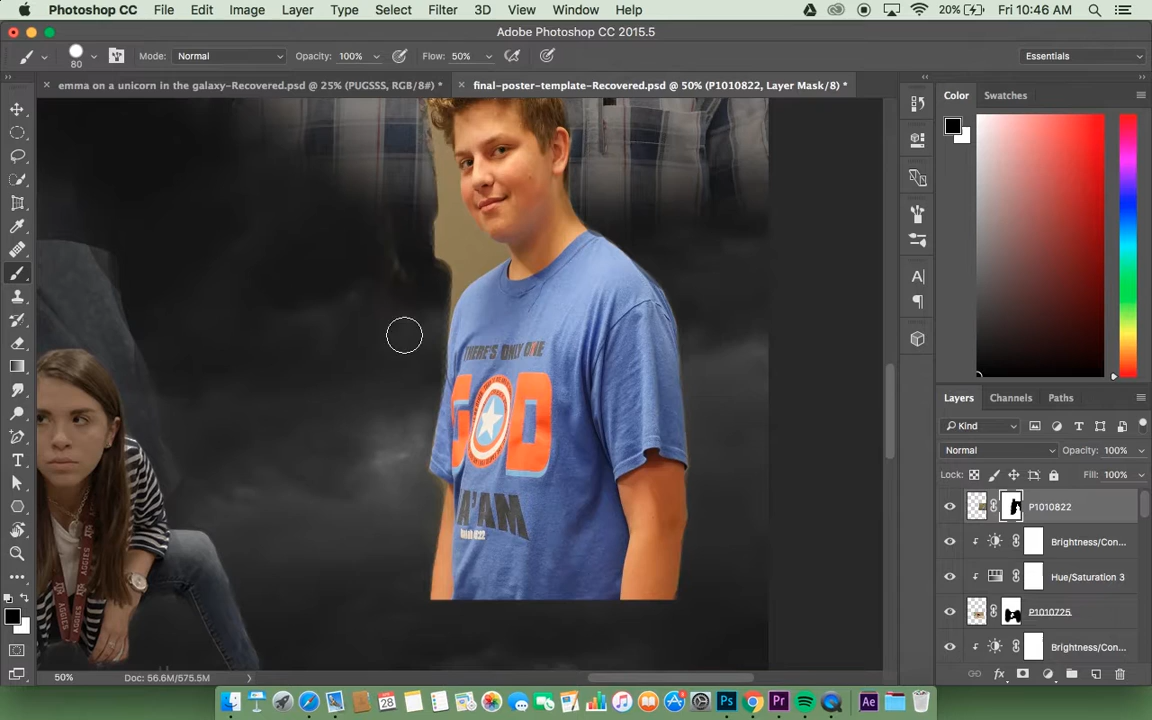 Photoshop CC File Edit Image Layer Type Select Filter 3D View Window Help 20% Fri 10:46 AM
Adobe Photoshop CC 2015.5
80 Mode: Normal Opacity: 100% Flow: 50% Essentials
emma on a unicorn in the galaxy-Recovered.psd @ 25% (PUGSSS, RGB/8#) * final-poster-template-Recovered.psd @ 50% (P1010822, Layer Mask/8) *
Color Swatches
THERE'S ONLY ONE
GOD
MA'AM
Layers Channels Paths
Kind
Normal Opacity: 100%
Lock: Fill: 100%
P1010822
Brightness/Con...
Hue/Saturation 3
P1010725
Brightness/Con...
50% Doc: 56.6M/575.5M